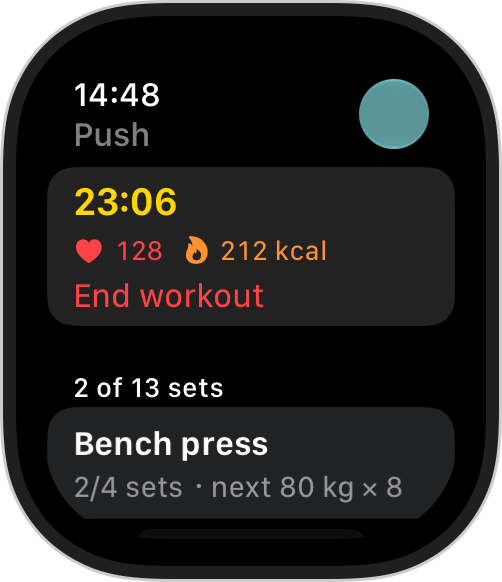 14:48
Push
23:06
128 212 kcal
End workout
2 of 13 sets
Bench press
2/4 sets · next 80 kg × 8